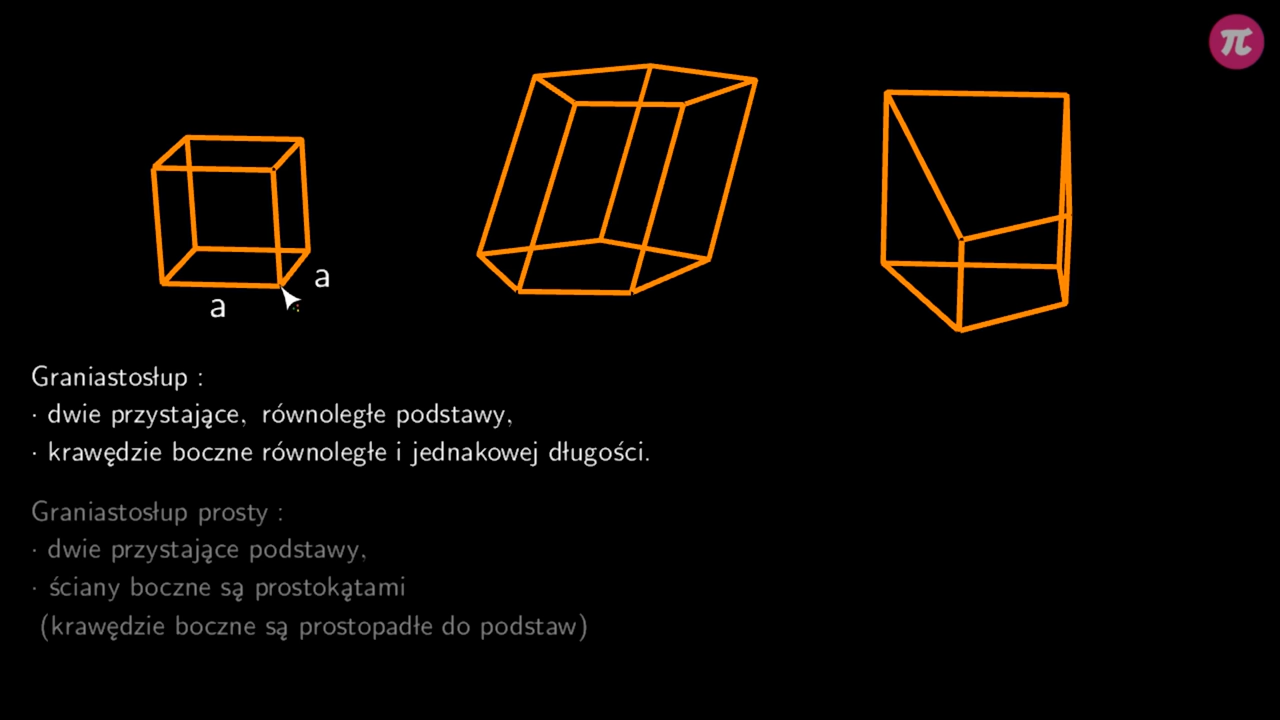 π
a
a
Graniastosłup :
· dwie przystające, równoległe podstawy,
· krawędzie boczne równoległe i jednakowej długości.
Graniastosłup prosty :
· dwie przystające podstawy,
· ściany boczne są prostokątami
(krawędzie boczne są prostopadłe do podstaw)